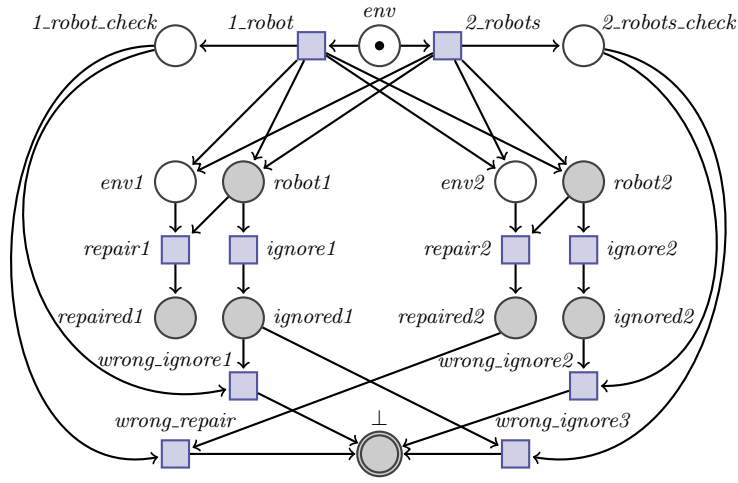 env
1_robot_check
1_robot
2_robots
2_robots_check
env1
robot1
env2
robot2
repair1
ignore1
repair2
ignore2
repaired1
ignored1
repaired2
ignored2
wrong_ignore1
wrong_ignore2
wrong_repair
⊥
wrong_ignore3